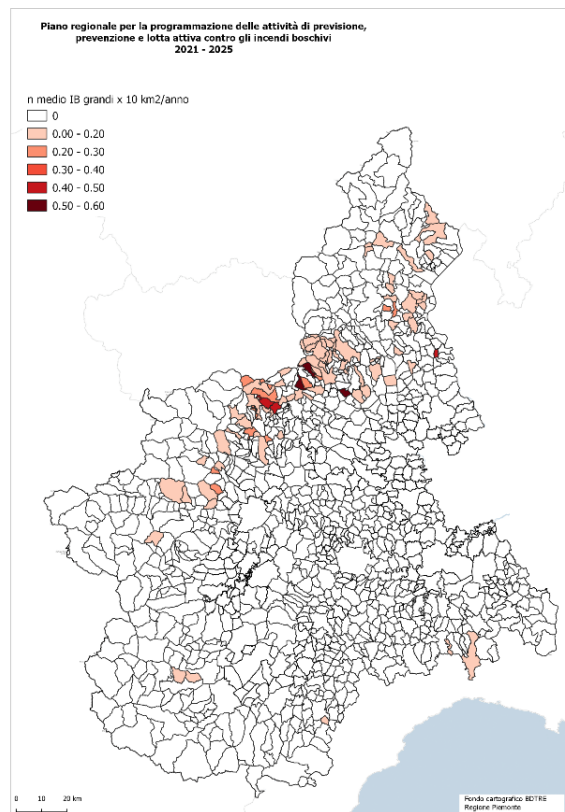 Piano regionale per la programmazione delle attività di previsione,
prevenzione e lotta attiva contro gli incendi boschivi
2021 - 2025
n medio IB grandi x 10 km2/anno
0
0.00 - 0.20
0.20 - 0.30
0.30 - 0.40
0.40 - 0.50
0.50 - 0.60
0 10 20 km
Fondo cartografico BDTRE
Regione Piemonte